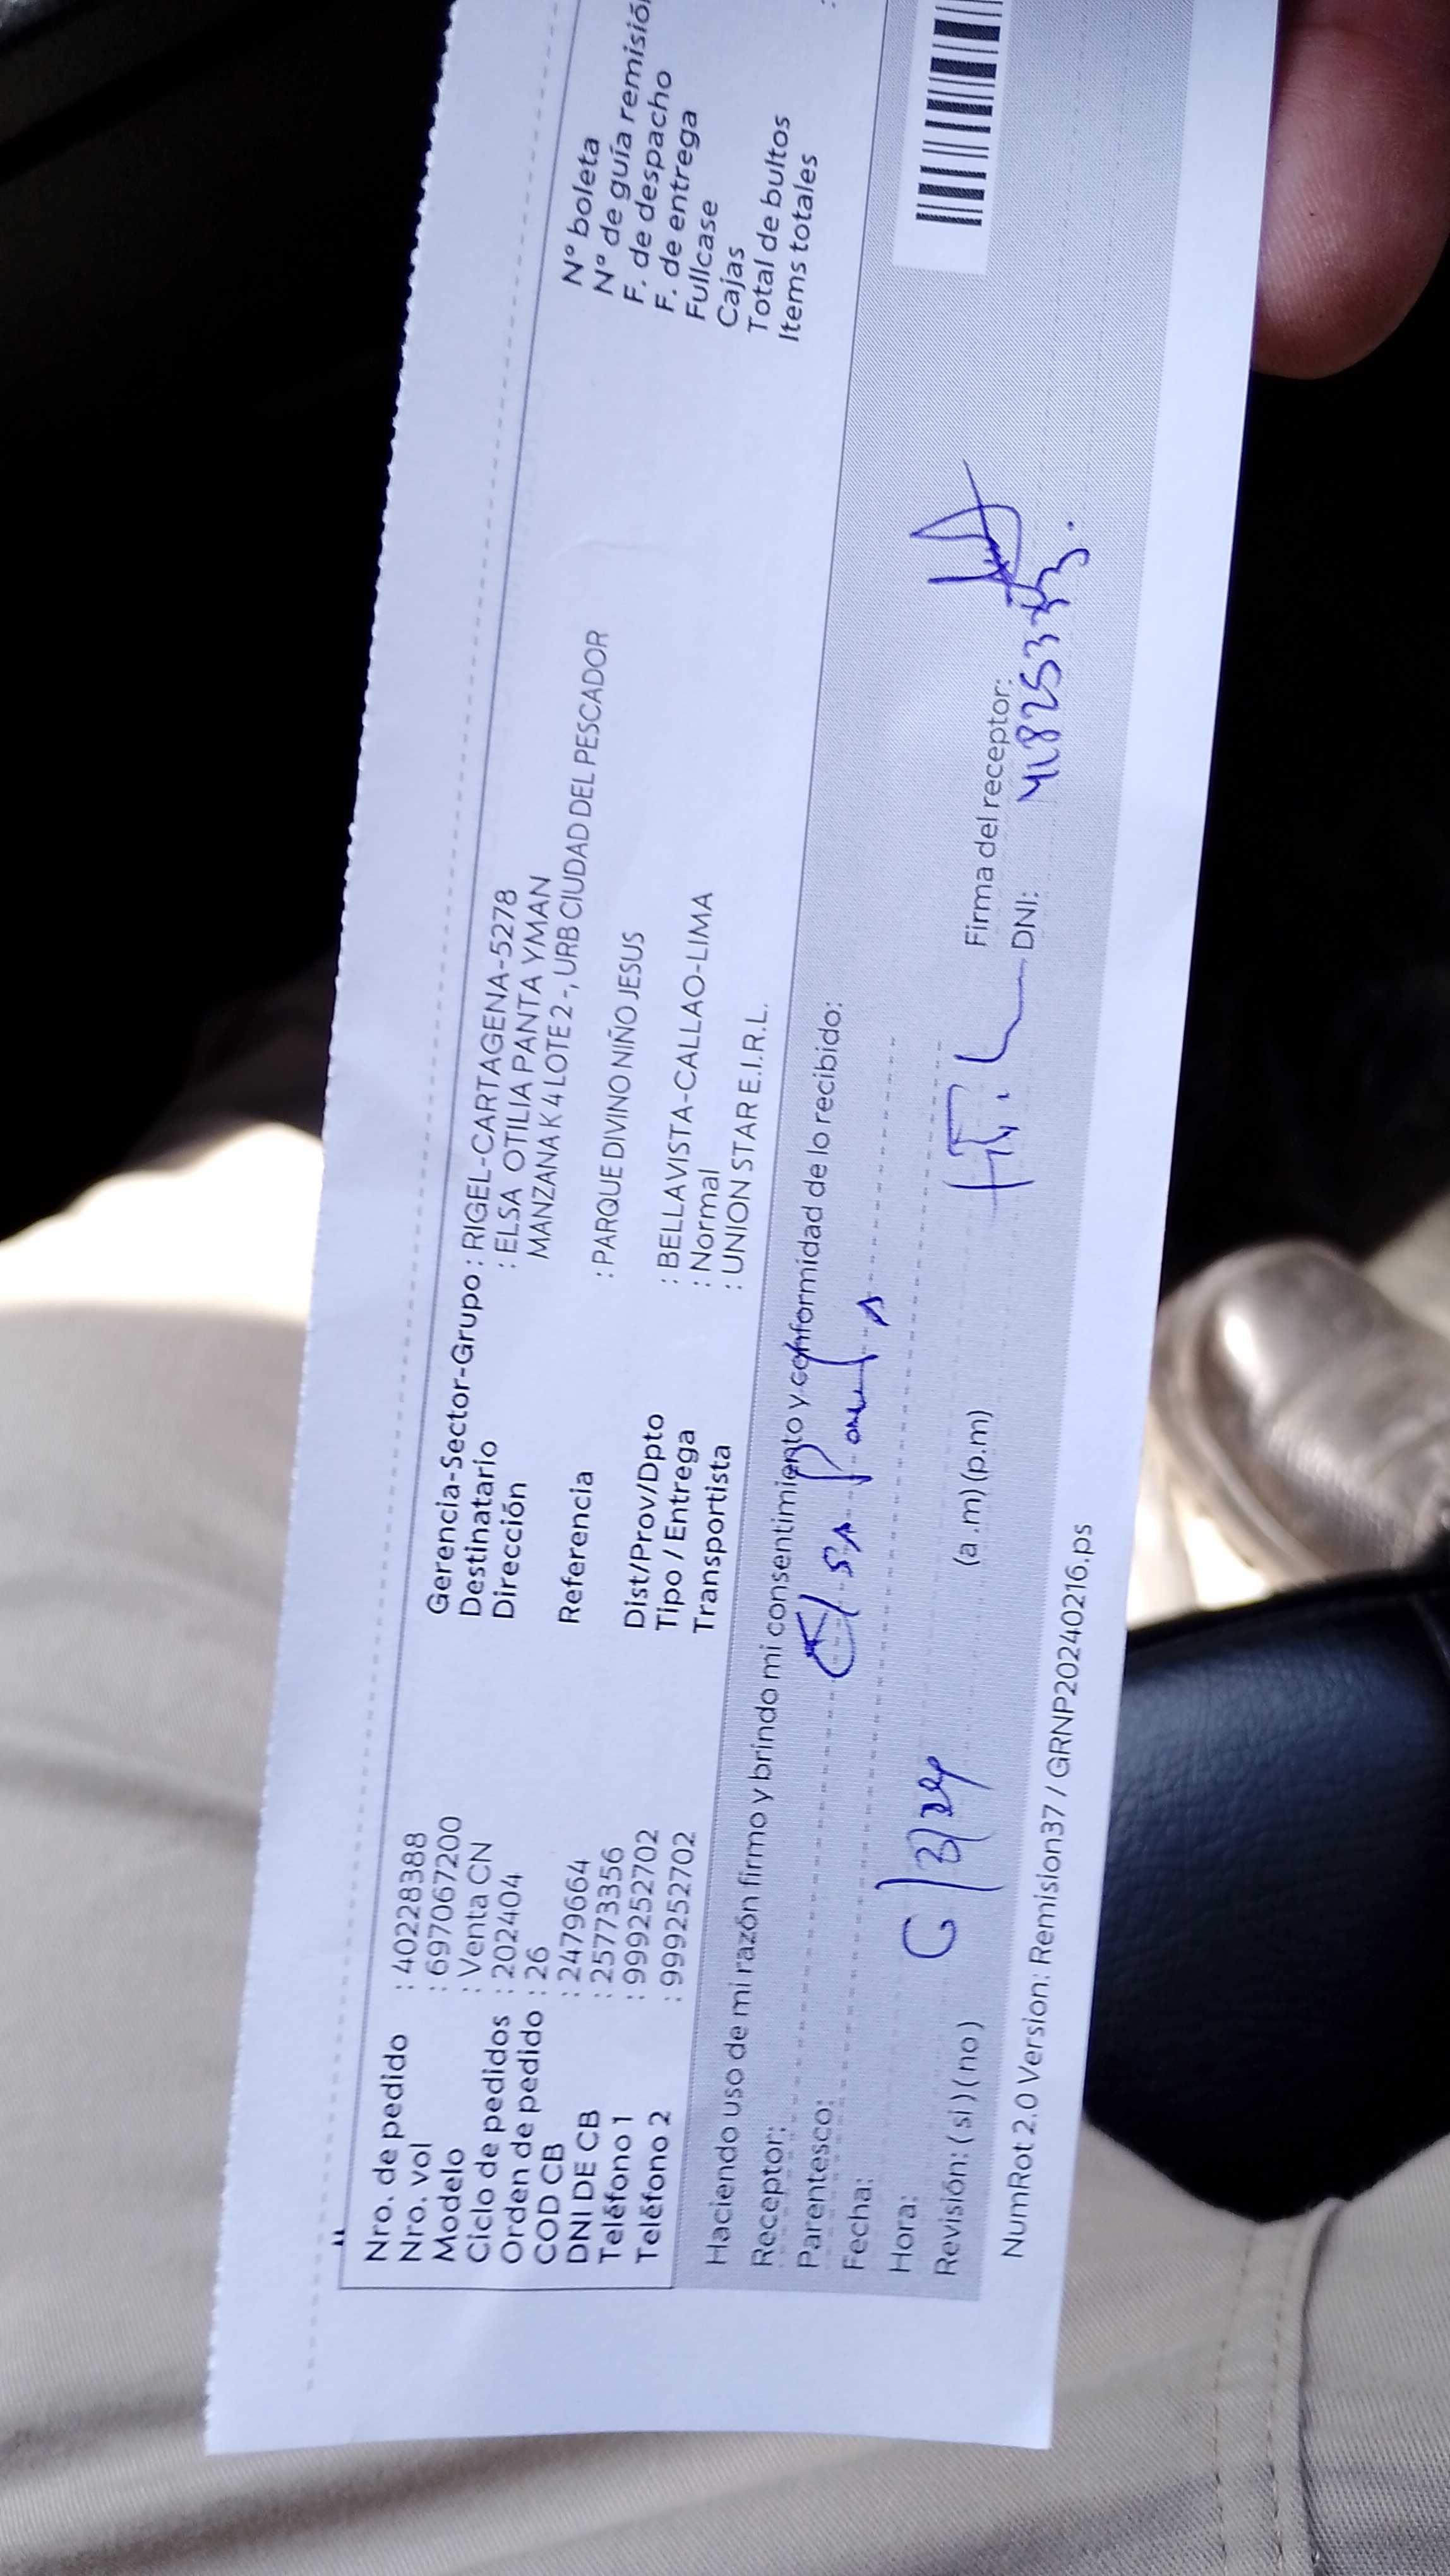 Nro. de pedido : 40228388
Nro. vol : 697067200
Modelo : Venta CN
Ciclo de pedidos : 202404
Orden de pedido : 26
COD CB : 2479664
DNI DE CB : 25773356
Teléfono 1 : 999252702
Teléfono 2 : 999252702
Gerencia-Sector-Grupo : RIGEL-CARTAGENA-5278
Destinatario : ELSA OTILIA PANTA YMAN
Dirección MANZANA K 4 LOTE 2 -, URB CIUDAD DEL PESCADOR
Referencia : PARQUE DIVINO NIÑO JESUS
Dist/Prov/Dpto : BELLAVISTA-CALLAO-LIMA
Tipo / Entrega : Normal
Transportista : UNION STAR E.I.R.L.
N° boleta
N° de guía remisión
F. de despacho
F. de entrega
Fullcase
Cajas
Total de bultos
Items totales
:
Haciendo uso de mi razón firmo y brindo mi consentimiento y conformidad de lo recibido:
Receptor: Elsa Panta
Parentesco:
Fecha:
Hora: (a.m) (p.m) Firma del receptor:
Revisión: ( si ) ( no ) DNI:
NumRot 2.0 Version: Remision37 / GRNP20240216.ps